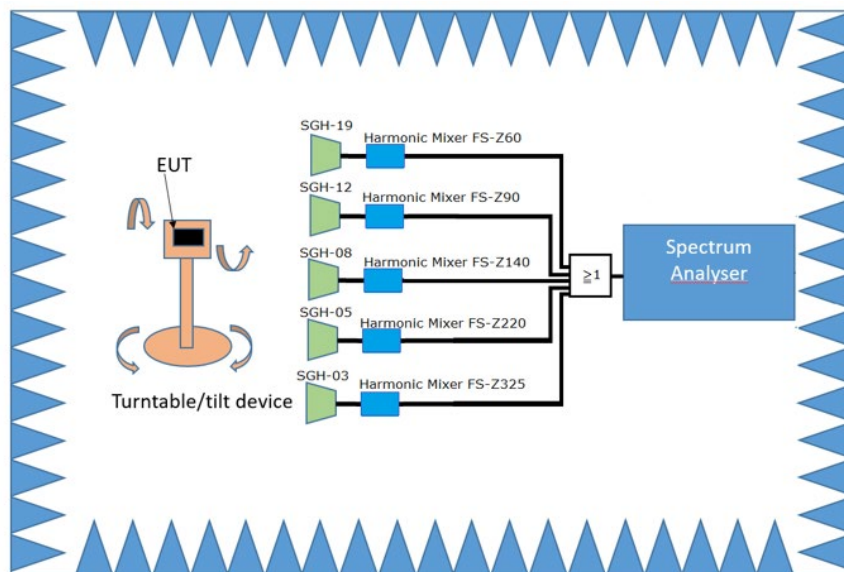 SGH-19
Harmonic Mixer FS-Z60
EUT
SGH-12
Harmonic Mixer FS-Z90
SGH-08
Harmonic Mixer FS-Z140
≧1
Spectrum
Analyser
SGH-05
Harmonic Mixer FS-Z220
SGH-03
Harmonic Mixer FS-Z325
Turntable/tilt device